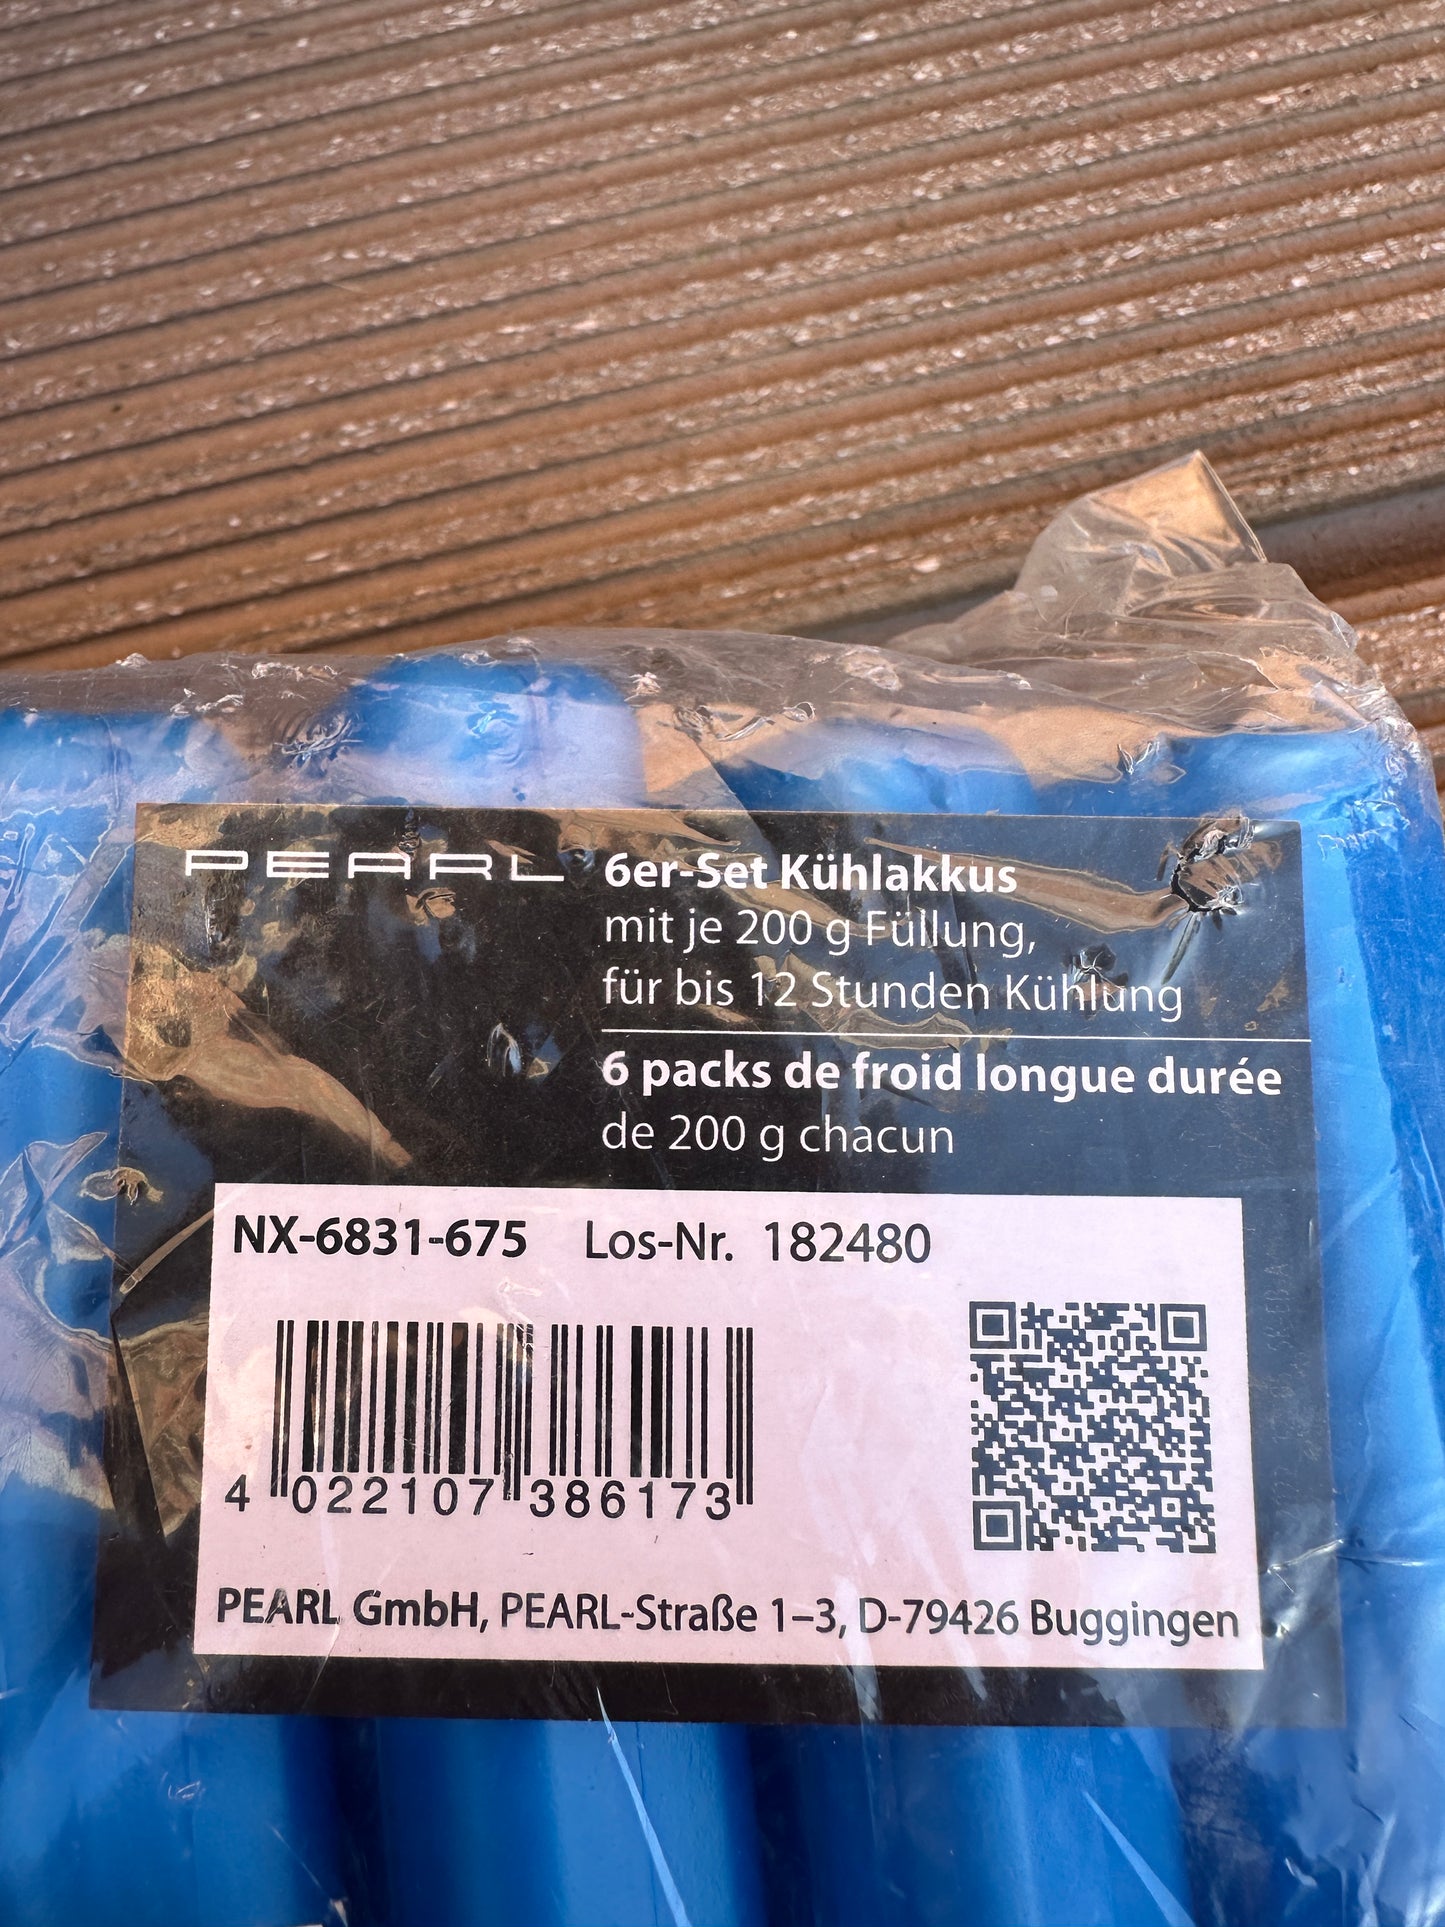 PEARL
6er-Set Kühlakkus
mit je 200 g Füllung,
für bis 12 Stunden Kühlung
6 packs de froid longue durée
de 200 g chacun
NX-6831-675 Los-Nr. 182480
4 022107 386173
PEARL GmbH, PEARL-Straße 1–3, D-79426 Buggingen